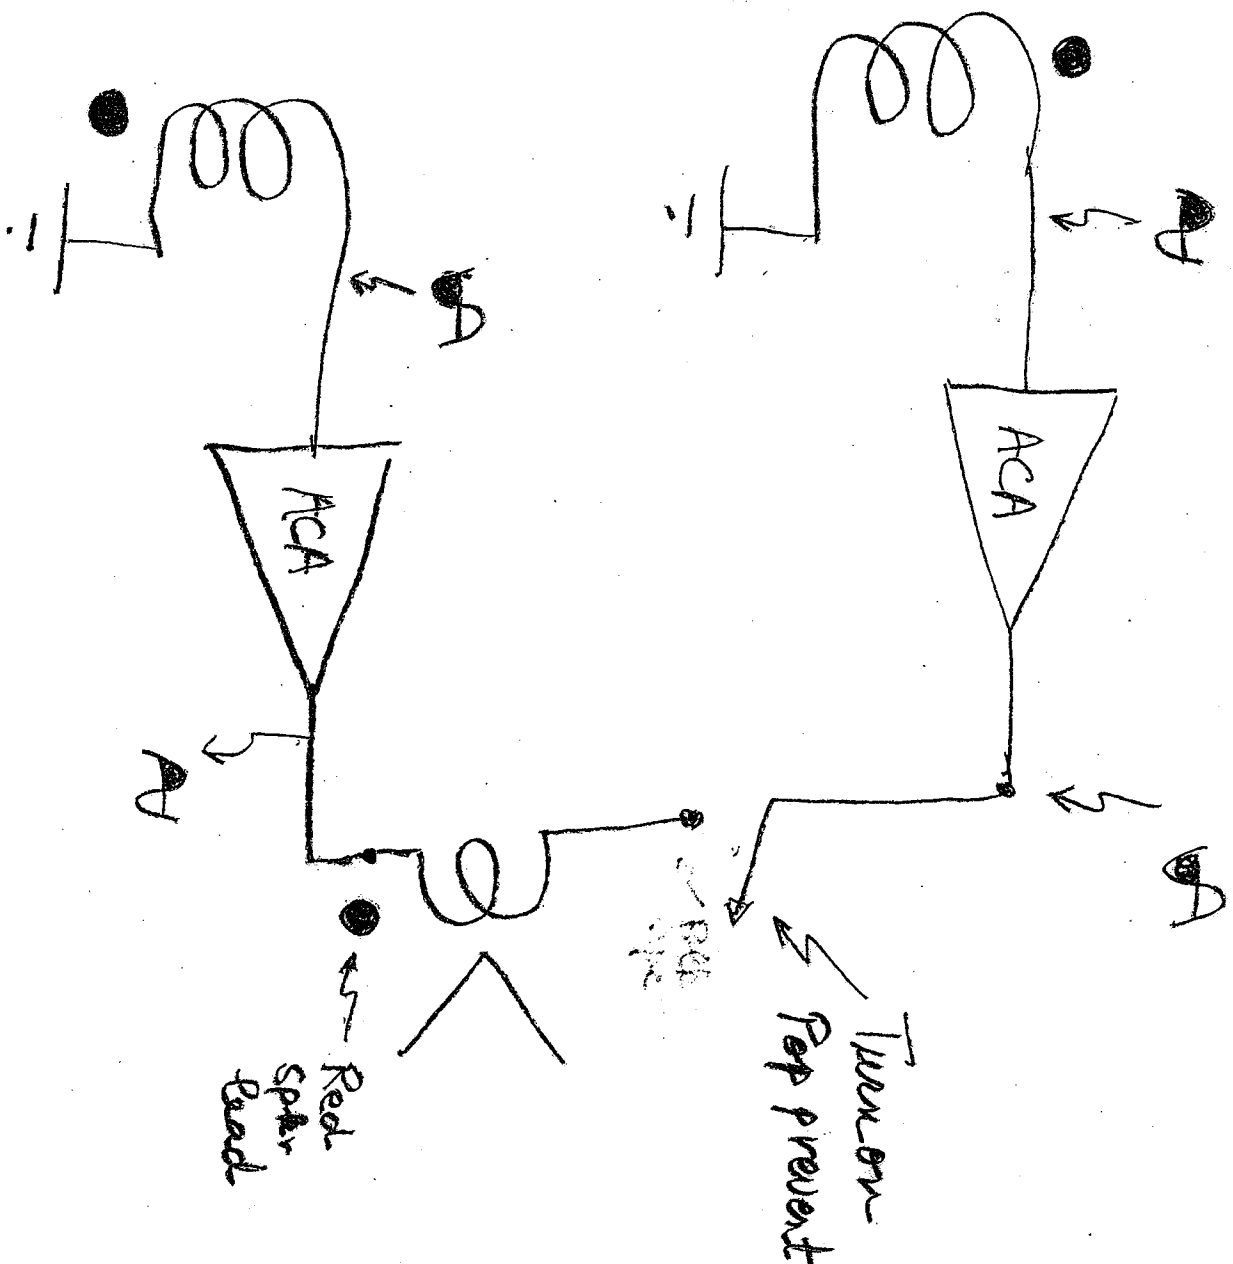 ACA
ACA
Turn on
Pop prevent
Red
Spkr
lead